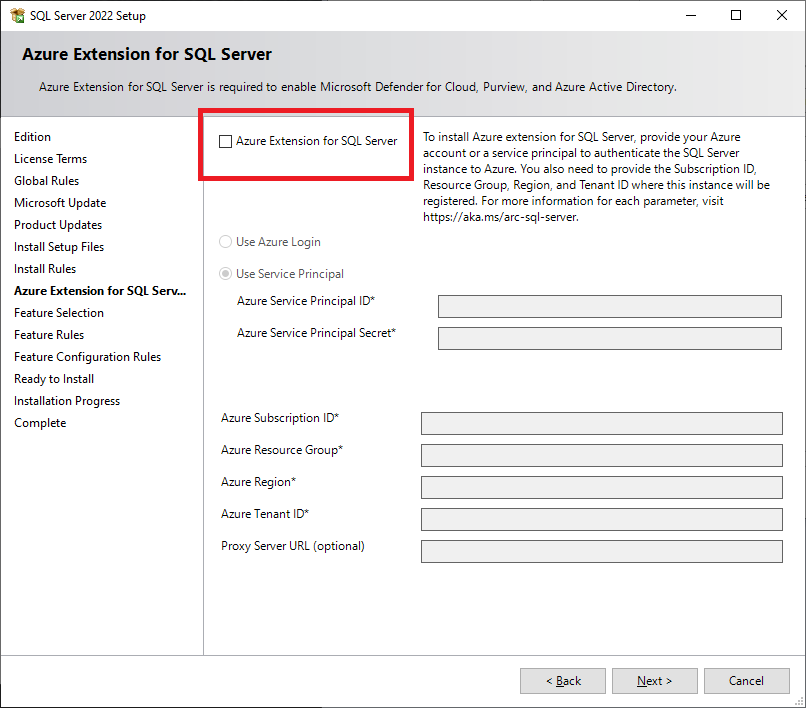 SQL Server 2022 Setup
Azure Extension for SQL Server
Azure Extension for SQL Server is required to enable Microsoft Defender for Cloud, Purview, and Azure Active Directory.
Edition
License Terms
Global Rules
Microsoft Update
Product Updates
Install Setup Files
Install Rules
Azure Extension for SQL Serv...
Feature Selection
Feature Rules
Feature Configuration Rules
Ready to Install
Installation Progress
Complete
Azure Extension for SQL Server
To install Azure extension for SQL Server, provide your Azure
account or a service principal to authenticate the SQL Server
instance to Azure. You also need to provide the Subscription ID,
Resource Group, Region, and Tenant ID where this instance will be
registered. For more information for each parameter, visit
https://aka.ms/arc-sql-server.
Use Azure Login
Use Service Principal
Azure Service Principal ID*
Azure Service Principal Secret*
Azure Subscription ID*
Azure Resource Group*
Azure Region*
Azure Tenant ID*
Proxy Server URL (optional)
< Back
Next >
Cancel